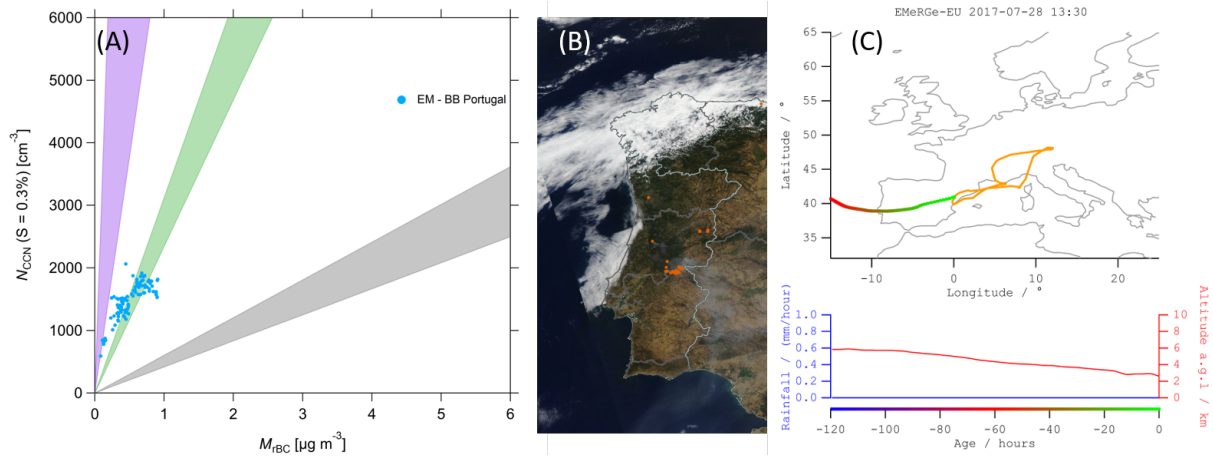 (A)
6000
5000
4000
3000
2000
1000
0
N_CCN (S = 0.3%) [cm⁻³]
EM - BB Portugal
0 1 2 3 4 5 6
M_rBC [µg m⁻³]
(B)
EMeRGe-EU 2017-07-28 13:30
(C)
65
60
55
50
45
40
35
Latitude / °
-10 0 10 20
Longitude / °
1.0
0.8
0.6
0.4
0.2
0.0
Rainfall / (mm/hour)
10
8
6
4
2
0
Altitude a.g.l / km
-120 -100 -80 -60 -40 -20 0
Age / hours